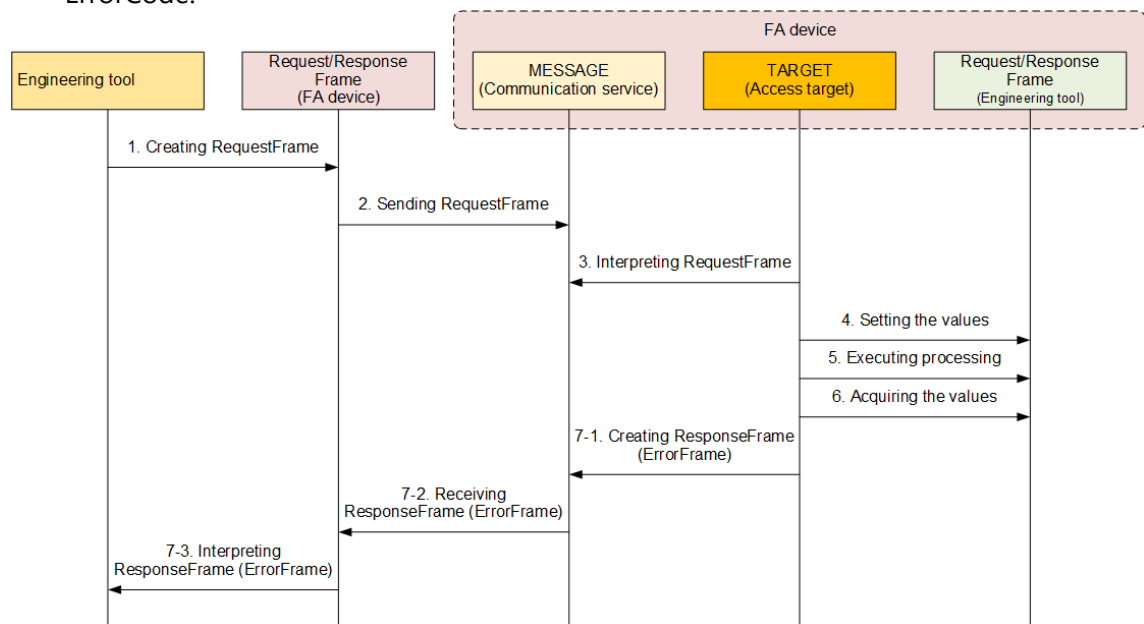 ErrorCode.
FA device
Engineering tool
Request/Response
Frame
(FA device)
MESSAGE
(Communication service)
TARGET
(Access target)
Request/Response
Frame
(Engineering tool)
1. Creating RequestFrame
2. Sending RequestFrame
3. Interpreting RequestFrame
4. Setting the values
5. Executing processing
6. Acquiring the values
7-1. Creating ResponseFrame
(ErrorFrame)
7-2. Receiving
ResponseFrame (ErrorFrame)
7-3. Interpreting
ResponseFrame (ErrorFrame)